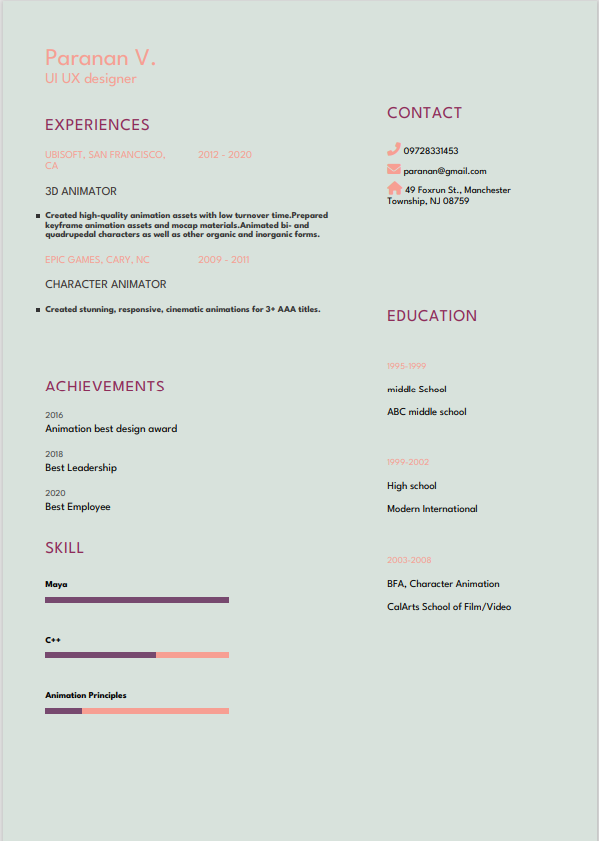 Paranan V.
UI UX designer
EXPERIENCES
UBISOFT, SAN FRANCISCO, 2012 - 2020
CA
3D ANIMATOR
Created high-quality animation assets with low turnover time.Prepared
keyframe animation assets and mocap materials.Animated bi- and
quadrupedal characters as well as other organic and inorganic forms.
EPIC GAMES, CARY, NC 2009 - 2011
CHARACTER ANIMATOR
Created stunning, responsive, cinematic animations for 3+ AAA titles.
ACHIEVEMENTS
2016
Animation best design award
2018
Best Leadership
2020
Best Employee
SKILL
Maya
C++
Animation Principles
CONTACT
09728331453
paranan@gmail.com
49 Foxrun St., Manchester
Township, NJ 08759
EDUCATION
1995-1999
middle School
ABC middle school
1999-2002
High school
Modern International
2003-2008
BFA, Character Animation
CalArts School of Film/Video